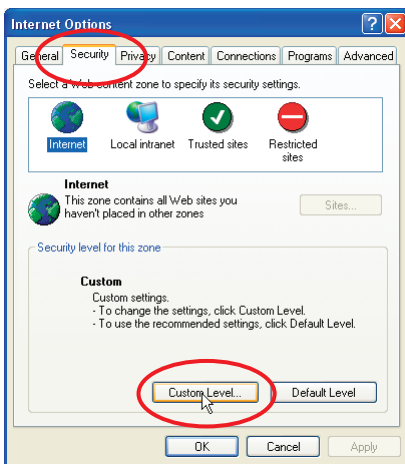 Internet Options
General Security Privacy Content Connections Programs Advanced
Select a Web content zone to specify its security settings.
Internet Local intranet Trusted sites Restricted
sites
Internet
This zone contains all Web sites you
haven't placed in other zones
Sites...
Security level for this zone
Custom
Custom settings.
- To change the settings, click Custom Level.
- To use the recommended settings, click Default Level.
Custom Level... Default Level
OK Cancel Apply